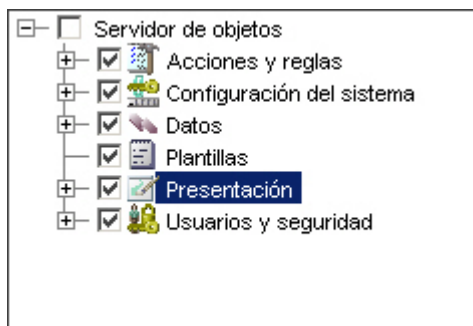 Servidor de objetos
Acciones y reglas
Configuración del sistema
Datos
Plantillas
Presentación
Usuarios y seguridad